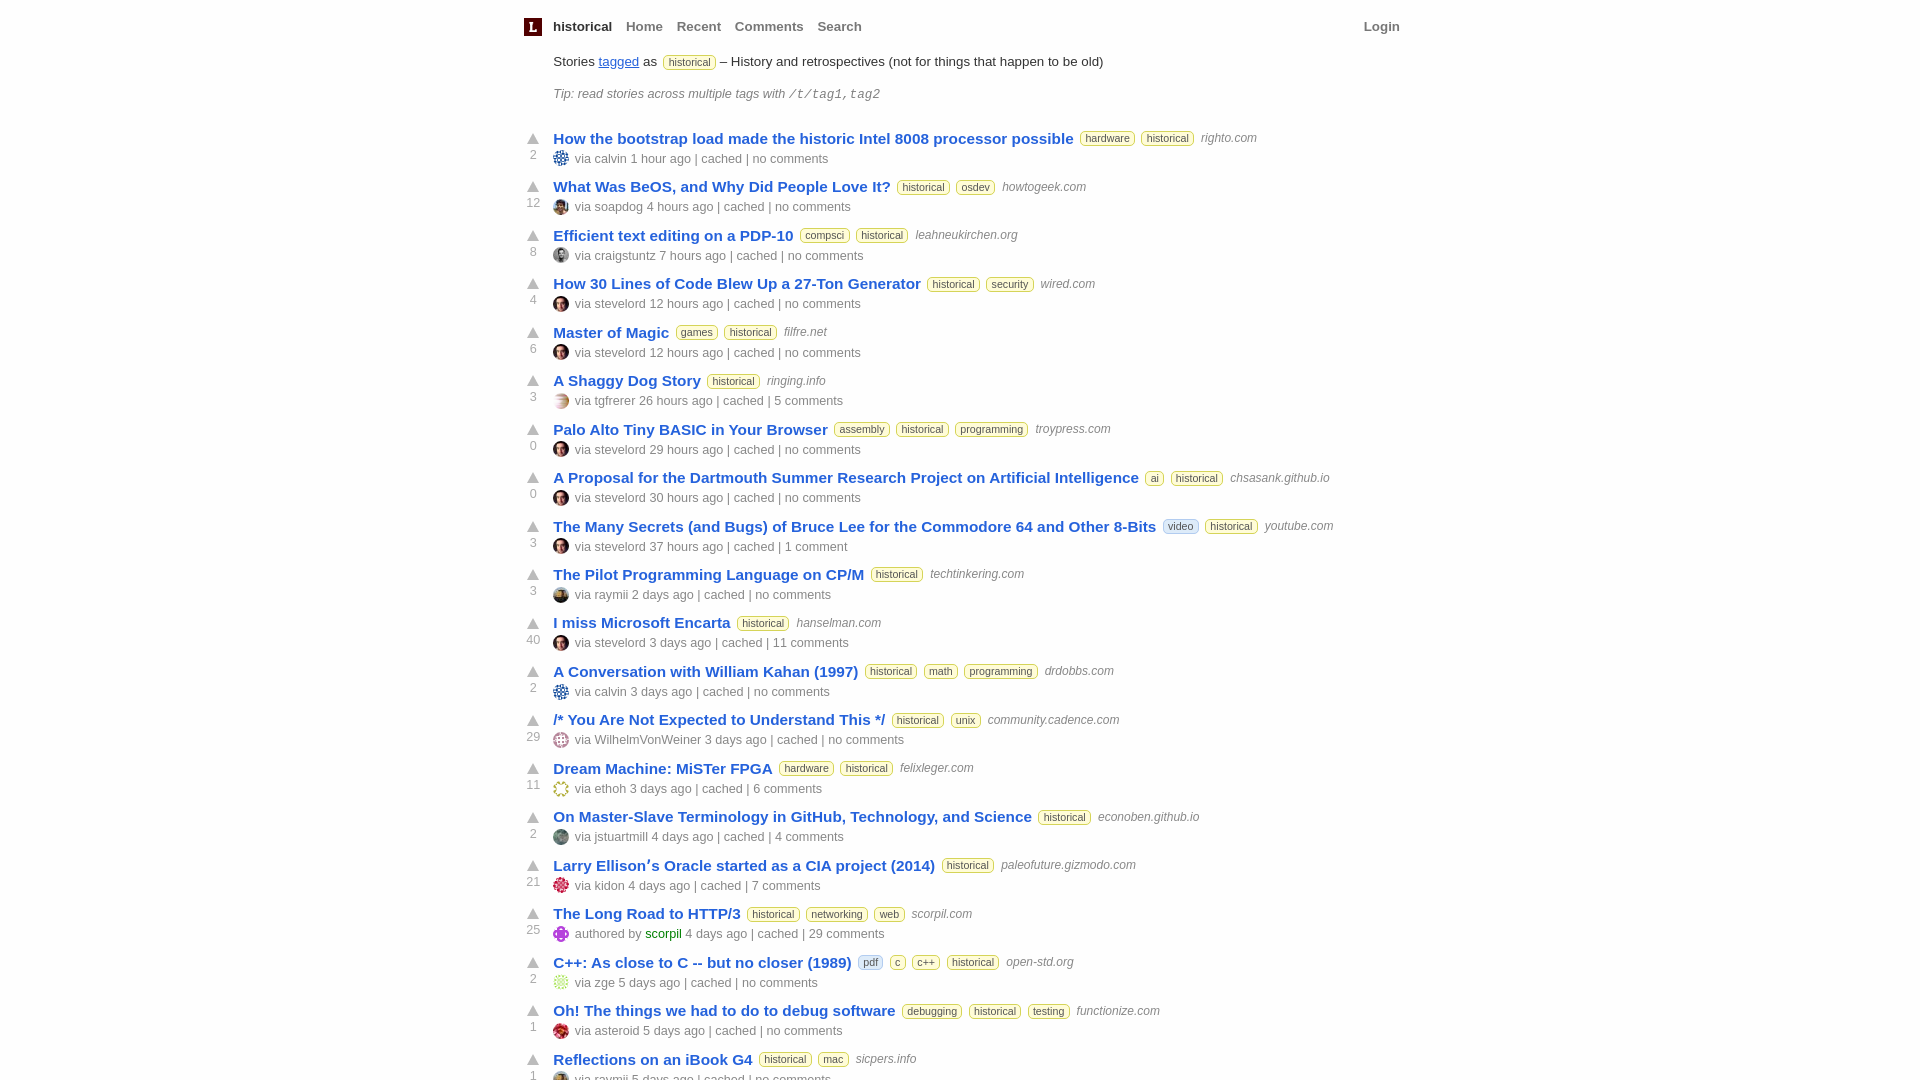 L historical Home Recent Comments Search Login
Stories tagged as historical – History and retrospectives (not for things that happen to be old)
Tip: read stories across multiple tags with /t/tag1,tag2
How the bootstrap load made the historic Intel 8008 processor possible hardware historical righto.com
2 via calvin 1 hour ago | cached | no comments
What Was BeOS, and Why Did People Love It? historical osdev howtogeek.com
12 via soapdog 4 hours ago | cached | no comments
Efficient text editing on a PDP-10 compsci historical leahneukirchen.org
8 via craigstuntz 7 hours ago | cached | no comments
How 30 Lines of Code Blew Up a 27-Ton Generator historical security wired.com
4 via stevelord 12 hours ago | cached | no comments
Master of Magic games historical filfre.net
6 via stevelord 12 hours ago | cached | no comments
A Shaggy Dog Story historical ringing.info
3 via tgfrerer 26 hours ago | cached | 5 comments
Palo Alto Tiny BASIC in Your Browser assembly historical programming troypress.com
0 via stevelord 29 hours ago | cached | no comments
A Proposal for the Dartmouth Summer Research Project on Artificial Intelligence ai historical chsasank.github.io
0 via stevelord 30 hours ago | cached | no comments
The Many Secrets (and Bugs) of Bruce Lee for the Commodore 64 and Other 8-Bits video historical youtube.com
3 via stevelord 37 hours ago | cached | 1 comment
The Pilot Programming Language on CP/M historical techtinkering.com
3 via raymii 2 days ago | cached | no comments
I miss Microsoft Encarta historical hanselman.com
40 via stevelord 3 days ago | cached | 11 comments
A Conversation with William Kahan (1997) historical math programming drdobbs.com
2 via calvin 3 days ago | cached | no comments
/* You Are Not Expected to Understand This */ historical unix community.cadence.com
29 via WilhelmVonWeiner 3 days ago | cached | no comments
Dream Machine: MiSTer FPGA hardware historical felixleger.com
11 via ethoh 3 days ago | cached | 6 comments
On Master-Slave Terminology in GitHub, Technology, and Science historical econoben.github.io
2 via jstuartmill 4 days ago | cached | 4 comments
Larry Ellisonʼs Oracle started as a CIA project (2014) historical paleofuture.gizmodo.com
21 via kidon 4 days ago | cached | 7 comments
The Long Road to HTTP/3 historical networking web scorpil.com
25 authored by scorpil 4 days ago | cached | 29 comments
C++: As close to C -- but no closer (1989) pdf c c++ historical open-std.org
2 via zge 5 days ago | cached | no comments
Oh! The things we had to do to debug software debugging historical testing functionize.com
1 via asteroid 5 days ago | cached | no comments
Reflections on an iBook G4 historical mac sicpers.info
1 via raymii 5 days ago | cached | no comments